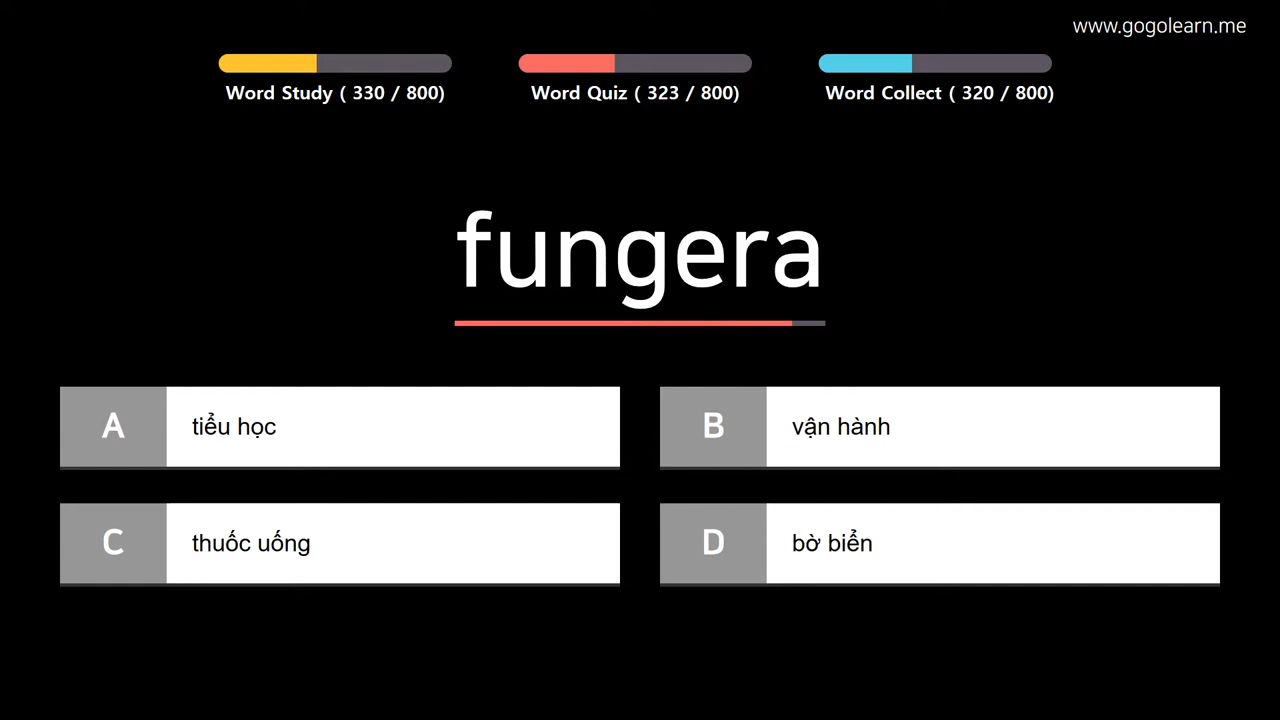 www.gogolearn.me
Word Study ( 330 / 800)
Word Quiz ( 323 / 800)
Word Collect ( 320 / 800)
fungera
A tiểu học
B vận hành
C thuốc uống
D bờ biển